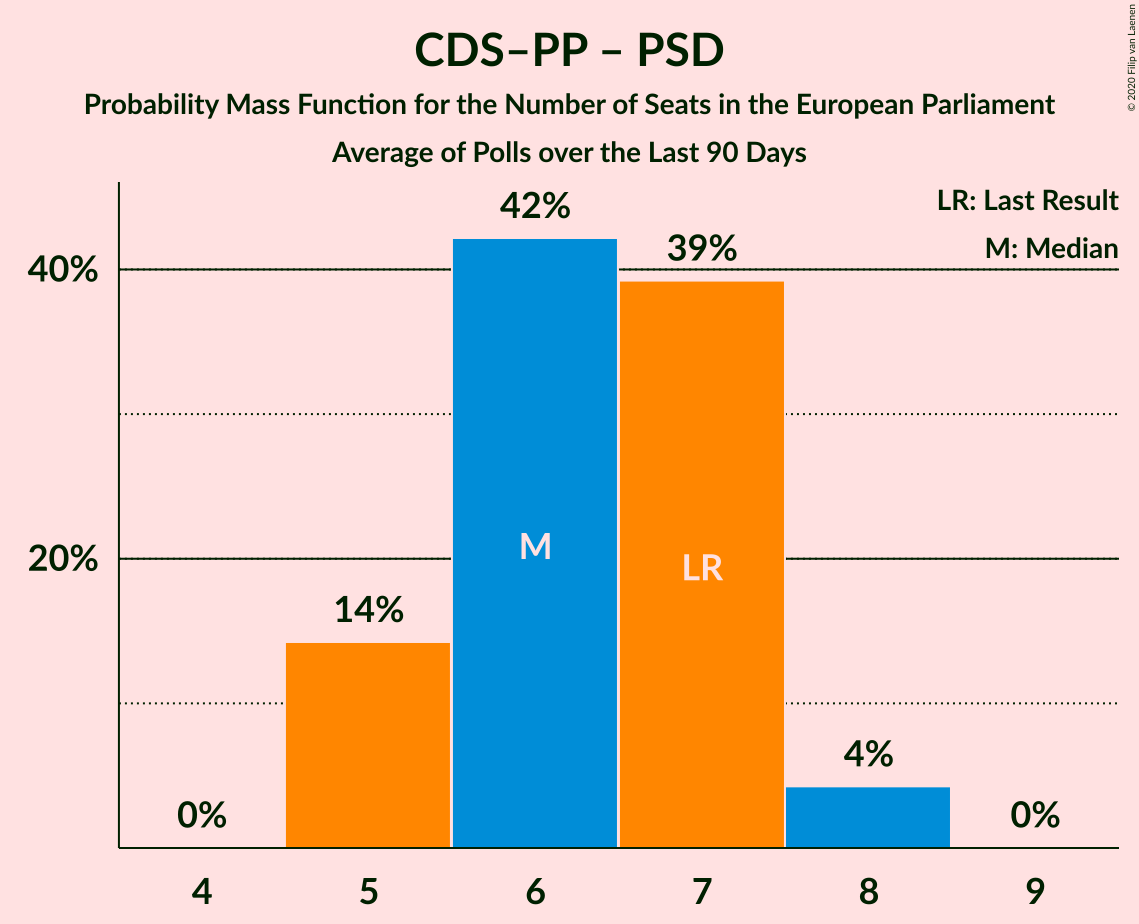 CDS–PP – PSD
Probability Mass Function for the Number of Seats in the European Parliament
Average of Polls over the Last 90 Days
© 2020 Filip van Laenen
LR: Last Result
M: Median
42%
39%
40%
M
LR
20%
14%
4%
0%
0%
4 5 6 7 8 9